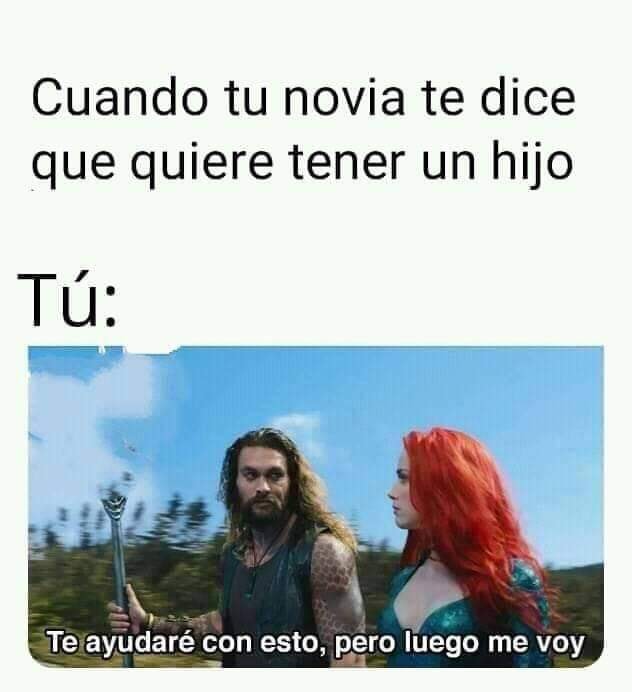 Cuando tu novia te dice
que quiere tener un hijo
Tú:
Te ayudaré con esto, pero luego me voy